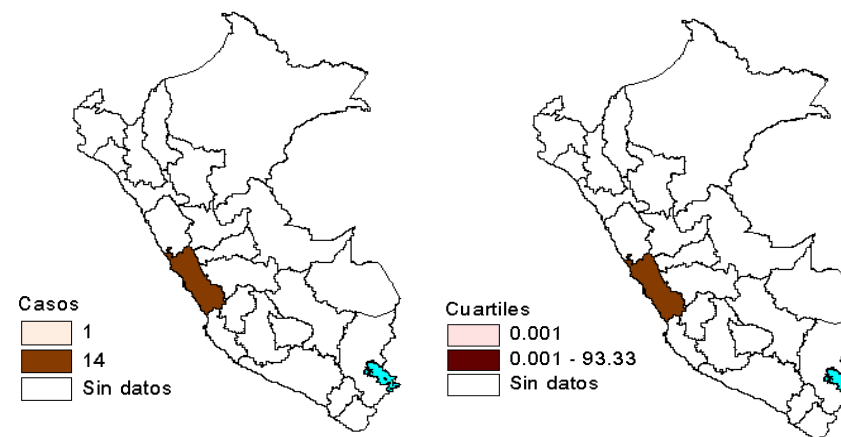 Casos
1
14
Sin datos
Cuartiles
0.001
0.001 - 93.33
Sin datos